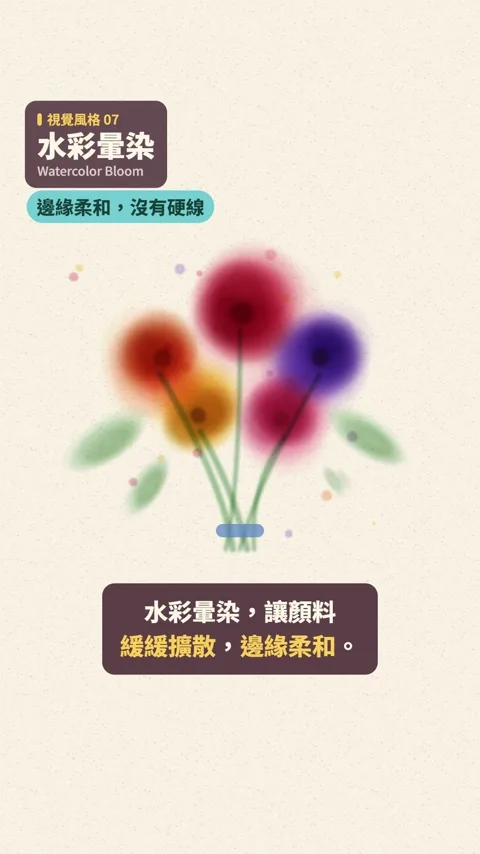 視覺風格 07
水彩暈染
Watercolor Bloom
邊緣柔和，沒有硬線
水彩暈染，讓顏料
緩緩擴散，邊緣柔和。